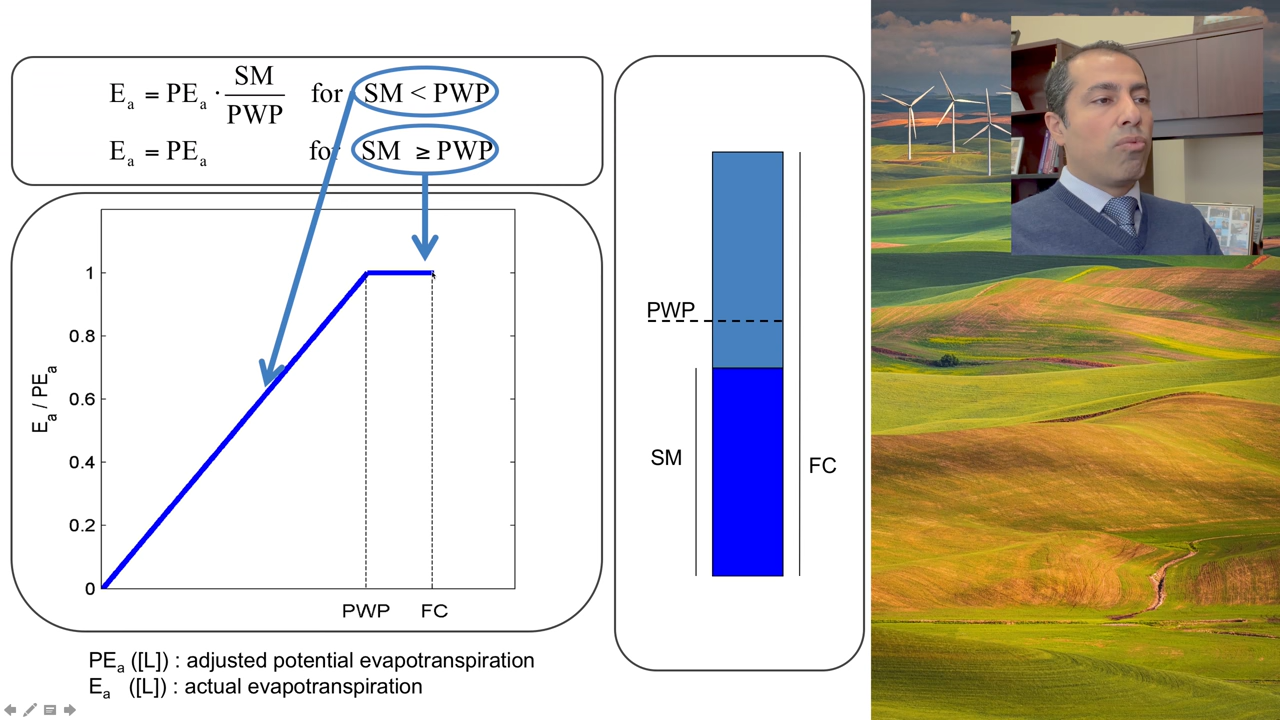 E_a = PE_a · SM/PWP for SM < PWP
E_a = PE_a for SM ≥ PWP
E_a / PE_a
1
0.8
0.6
0.4
0.2
0
PWP
FC
PE_a ([L]) : adjusted potential evapotranspiration
E_a ([L]) : actual evapotranspiration
PWP
SM
FC